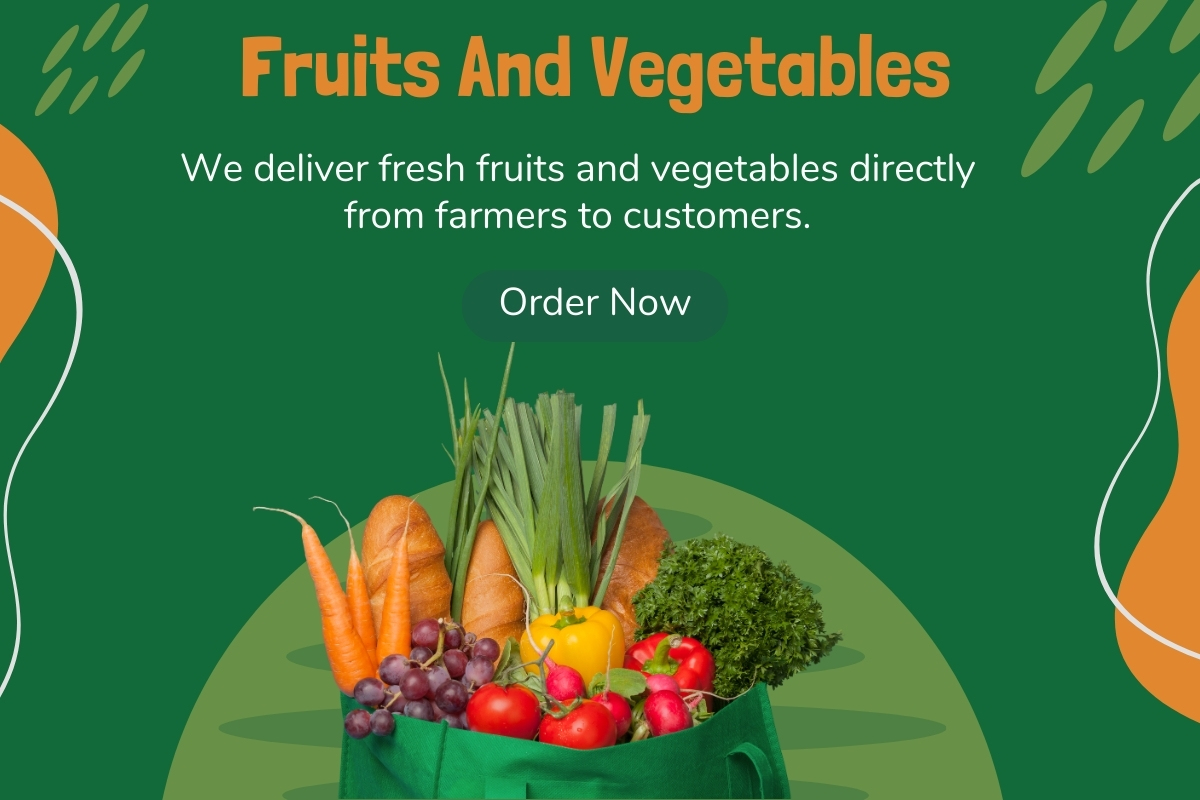 Fruits And Vegetables
We deliver fresh fruits and vegetables directly
from farmers to customers.
Order Now